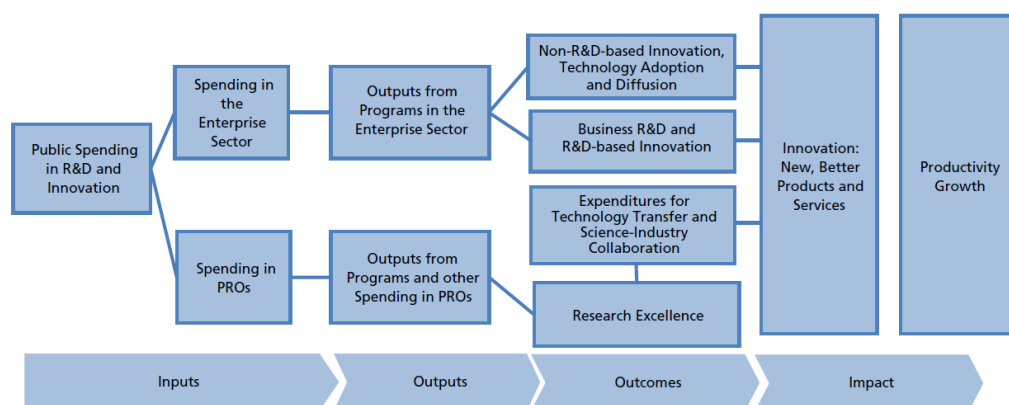 Public Spending
in R&D and
Innovation
Spending in
the
Enterprise
Sector
Spending in
PROs
Outputs from
Programs in the
Enterprise Sector
Outputs from
Programs and other
Spending in PROs
Non-R&D-based Innovation,
Technology Adoption
and Diffusion
Business R&D and
R&D-based Innovation
Expenditures for
Technology Transfer and
Science-Industry
Collaboration
Research Excellence
Innovation:
New, Better
Products and
Services
Productivity
Growth
Inputs
Outputs
Outcomes
Impact